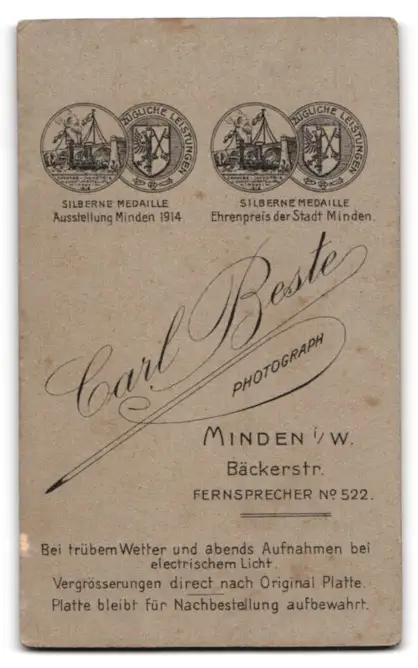 ZÜGLICHE LEISTUNGEN
ZÜGLICHE LEISTUNGEN
SILBERNE MEDAILLE
Ausstellung Minden 1914
SILBERNE MEDAILLE
Ehrenpreis der Stadt Minden.
Carl Beste
PHOTOGRAPH
MINDEN i/W.
Bäckerstr.
FERNSPRECHER No 522.
Bei trübem Wetter und abends Aufnahmen bei
electrischem Licht.
Vergrösserungen direct nach Original Platte.
Platte bleibt für Nachbestellung aufbewahrt.